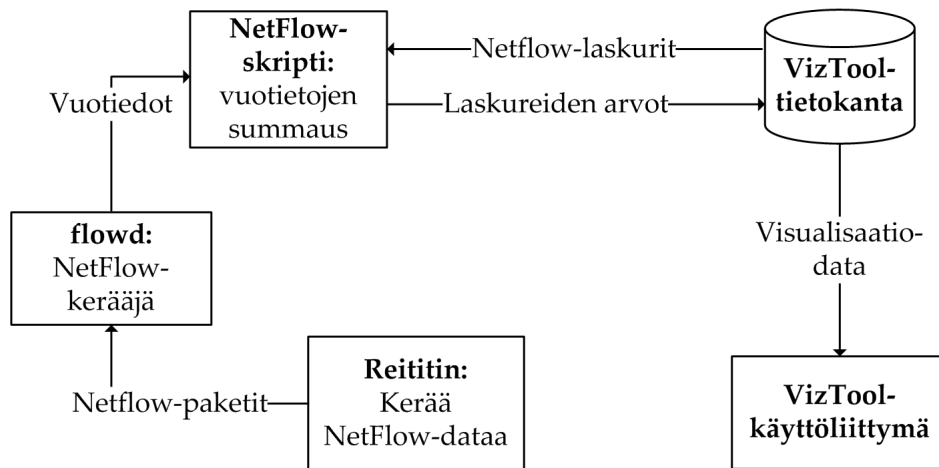 NetFlow-
skripti:
vuotietojen
summaus
Netflow-laskurit
Laskureiden arvot
VizTool-
tietokanta
Vuotiedot
flowd:
NetFlow-
kerääjä
Visualisaatio-
data
Netflow-paketit
Reititin:
Kerää
NetFlow-dataa
VizTool-
käyttöliittymä